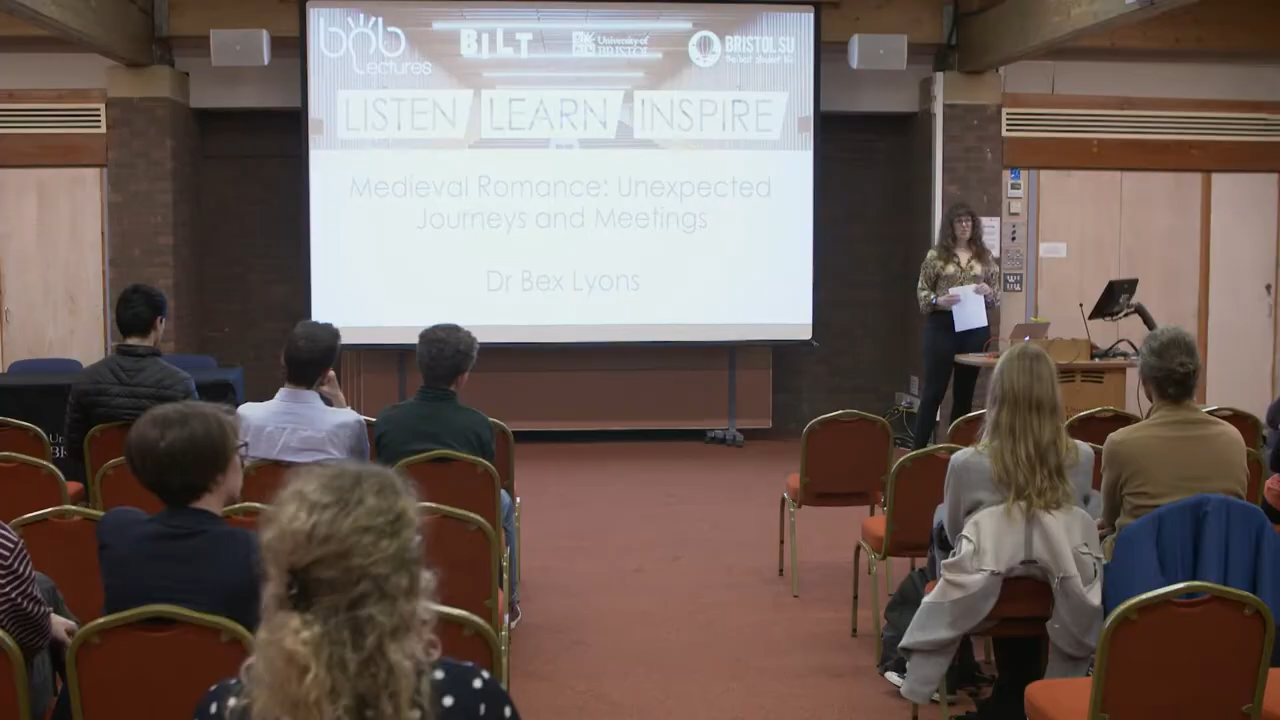 bob
Lectures
BILT
University of
BRISTOL
BRISTOL SU
LISTEN LEARN INSPIRE
Medieval Romance: Unexpected
Journeys and Meetings
Dr Bex Lyons